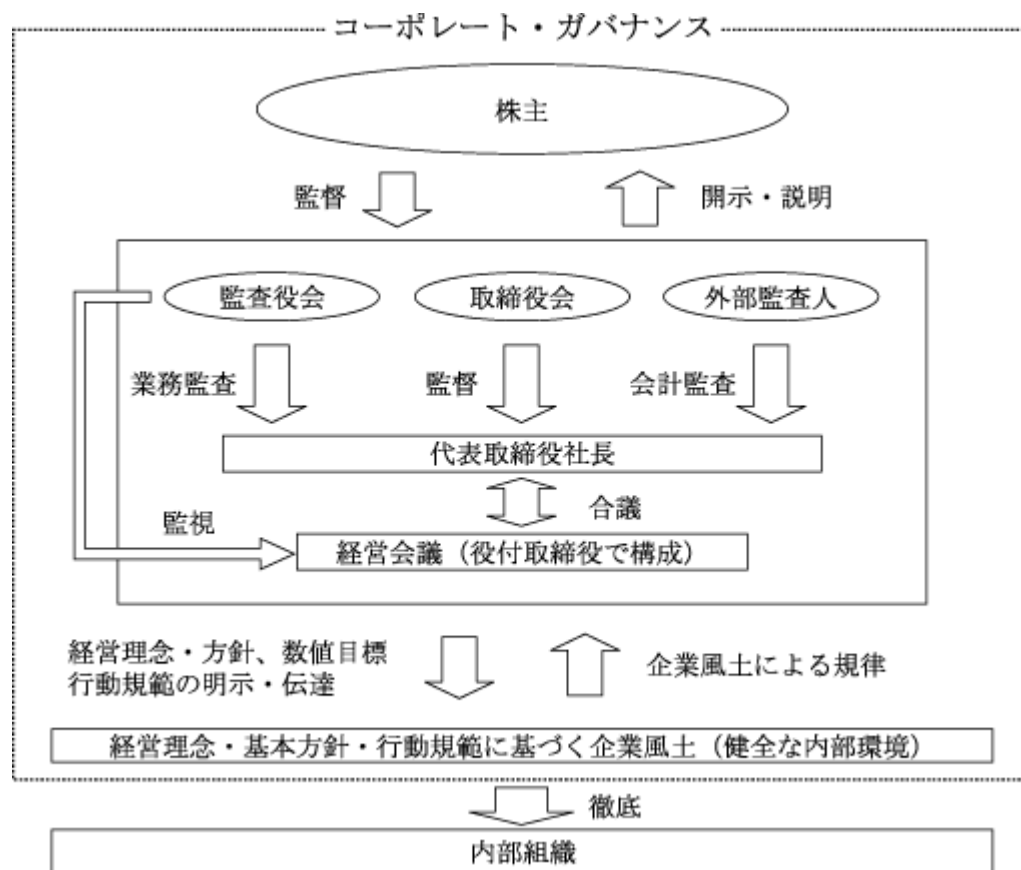 コーポレート・ガバナンス
株主
監督
開示・説明
監査役会
取締役会
外部監査人
業務監査
監督
会計監査
代表取締役社長
合議
監視
経営会議（役付取締役で構成）
経営理念・方針、数値目標
行動規範の明示・伝達
企業風土による規律
経営理念・基本方針・行動規範に基づく企業風土（健全な内部環境）
徹底
内部組織